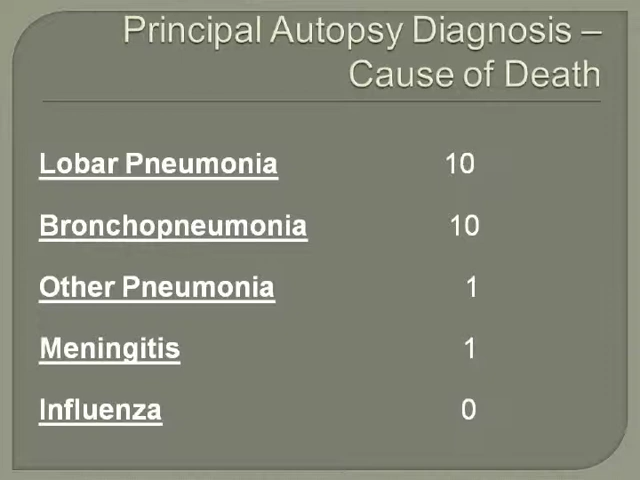 Principal Autopsy Diagnosis –
Cause of Death
Lobar Pneumonia 10
Bronchopneumonia 10
Other Pneumonia 1
Meningitis 1
Influenza 0